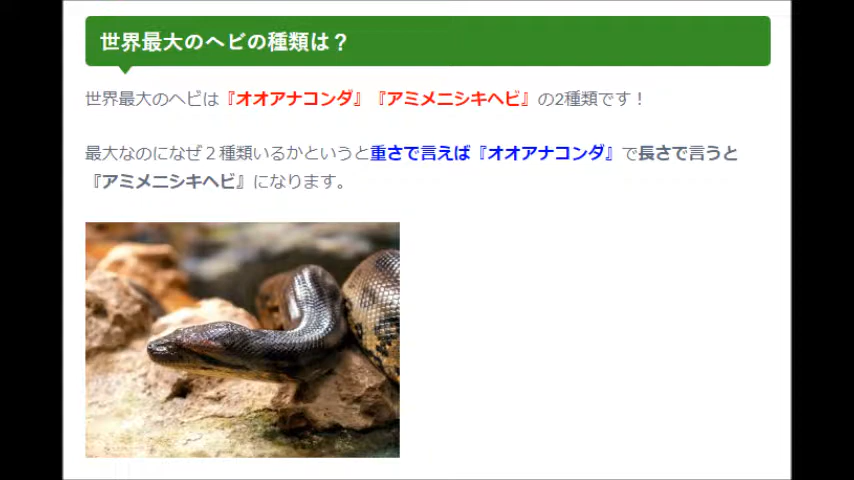 世界最大のヘビの種類は？
世界最大のヘビは『オオアナコンダ』『アミメニシキヘビ』の2種類です！
最大なのになぜ２種類いるかというと重さで言えば『オオアナコンダ』で長さで言うと
『アミメニシキヘビ』になります。